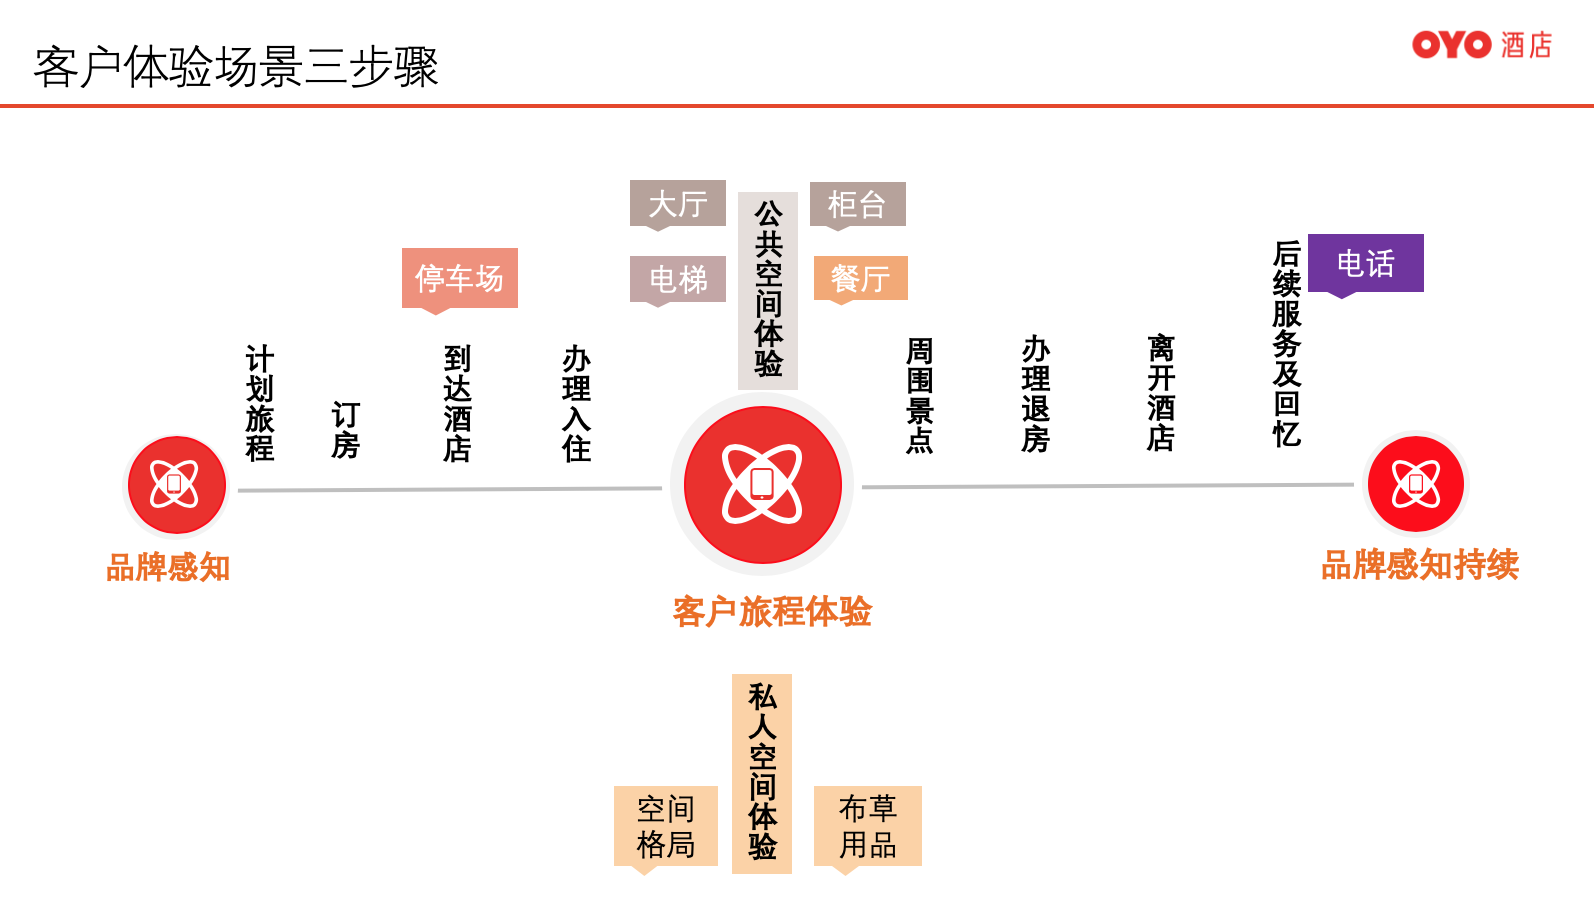 客户体验场景三步骤
OYO 酒店
大厅
柜台
公共空间体验
停车场
电梯
餐厅
后续服务及回忆
电话
计划旅程
订房
到达酒店
办理入住
周围景点
办理退房
离开酒店
品牌感知
客户旅程体验
品牌感知持续
私人空间体验
空间
格局
布草
用品